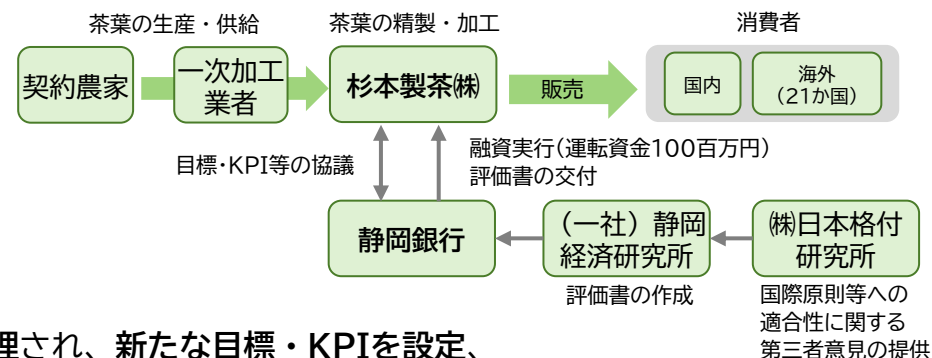 茶葉の生産・供給
茶葉の精製・加工
消費者
契約農家
一次加工
業者
杉本製茶㈱
販売
国内
海外
（21か国）
目標・KPI等の協議
融資実行(運転資金100百万円)
評価書の交付
静岡銀行
（一社）静岡
経済研究所
㈱日本格付
研究所
評価書の作成
国際原則等への
適合性に関する
第三者意見の提供
理され、新たな目標・KPIを設定、